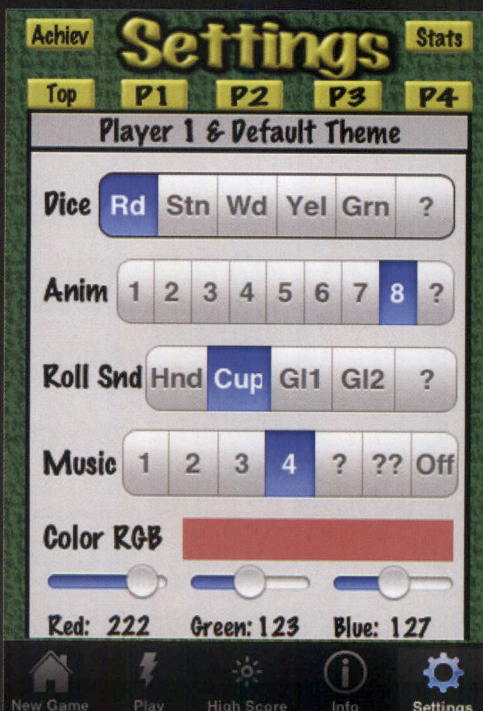 Achiev Settings Stats
Top P1 P2 P3 P4
Player 1 & Default Theme
Dice Rd Stn Wd Yel Grn ?
Anim 1 2 3 4 5 6 7 8 ?
Roll Snd Hnd Cup Gl1 Gl2 ?
Music 1 2 3 4 ? ?? Off
Color RGB
Red: 222 Green: 123 Blue: 127
New Game Play High Score Info Settings